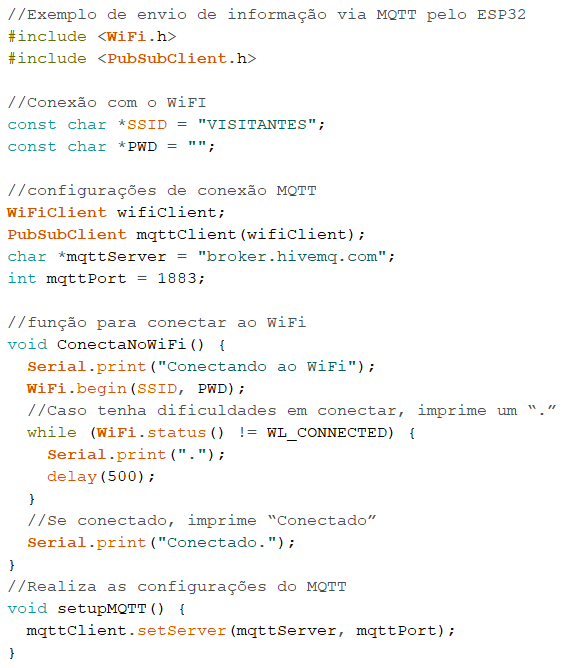 //Exemplo de envio de informação via MQTT pelo ESP32
#include <WiFi.h>
#include <PubSubClient.h>

//Conexão com o WiFI
const char *SSID = "VISITANTES";
const char *PWD = "";

//configurações de conexão MQTT
WiFiClient wifiClient;
PubSubClient mqttClient(wifiClient);
char *mqttServer = "broker.hivemq.com";
int mqttPort = 1883;

//função para conectar ao WiFi
void ConectaNoWiFi() {
  Serial.print("Conectando ao WiFi");
  WiFi.begin(SSID, PWD);
  //Caso tenha dificuldades em conectar, imprime um “.”
  while (WiFi.status() != WL_CONNECTED) {
    Serial.print(".");
    delay(500);
  }
  //Se conectado, imprime “Conectado”
  Serial.print("Conectado.");
}
//Realiza as configurações do MQTT
void setupMQTT() {
  mqttClient.setServer(mqttServer, mqttPort);
}